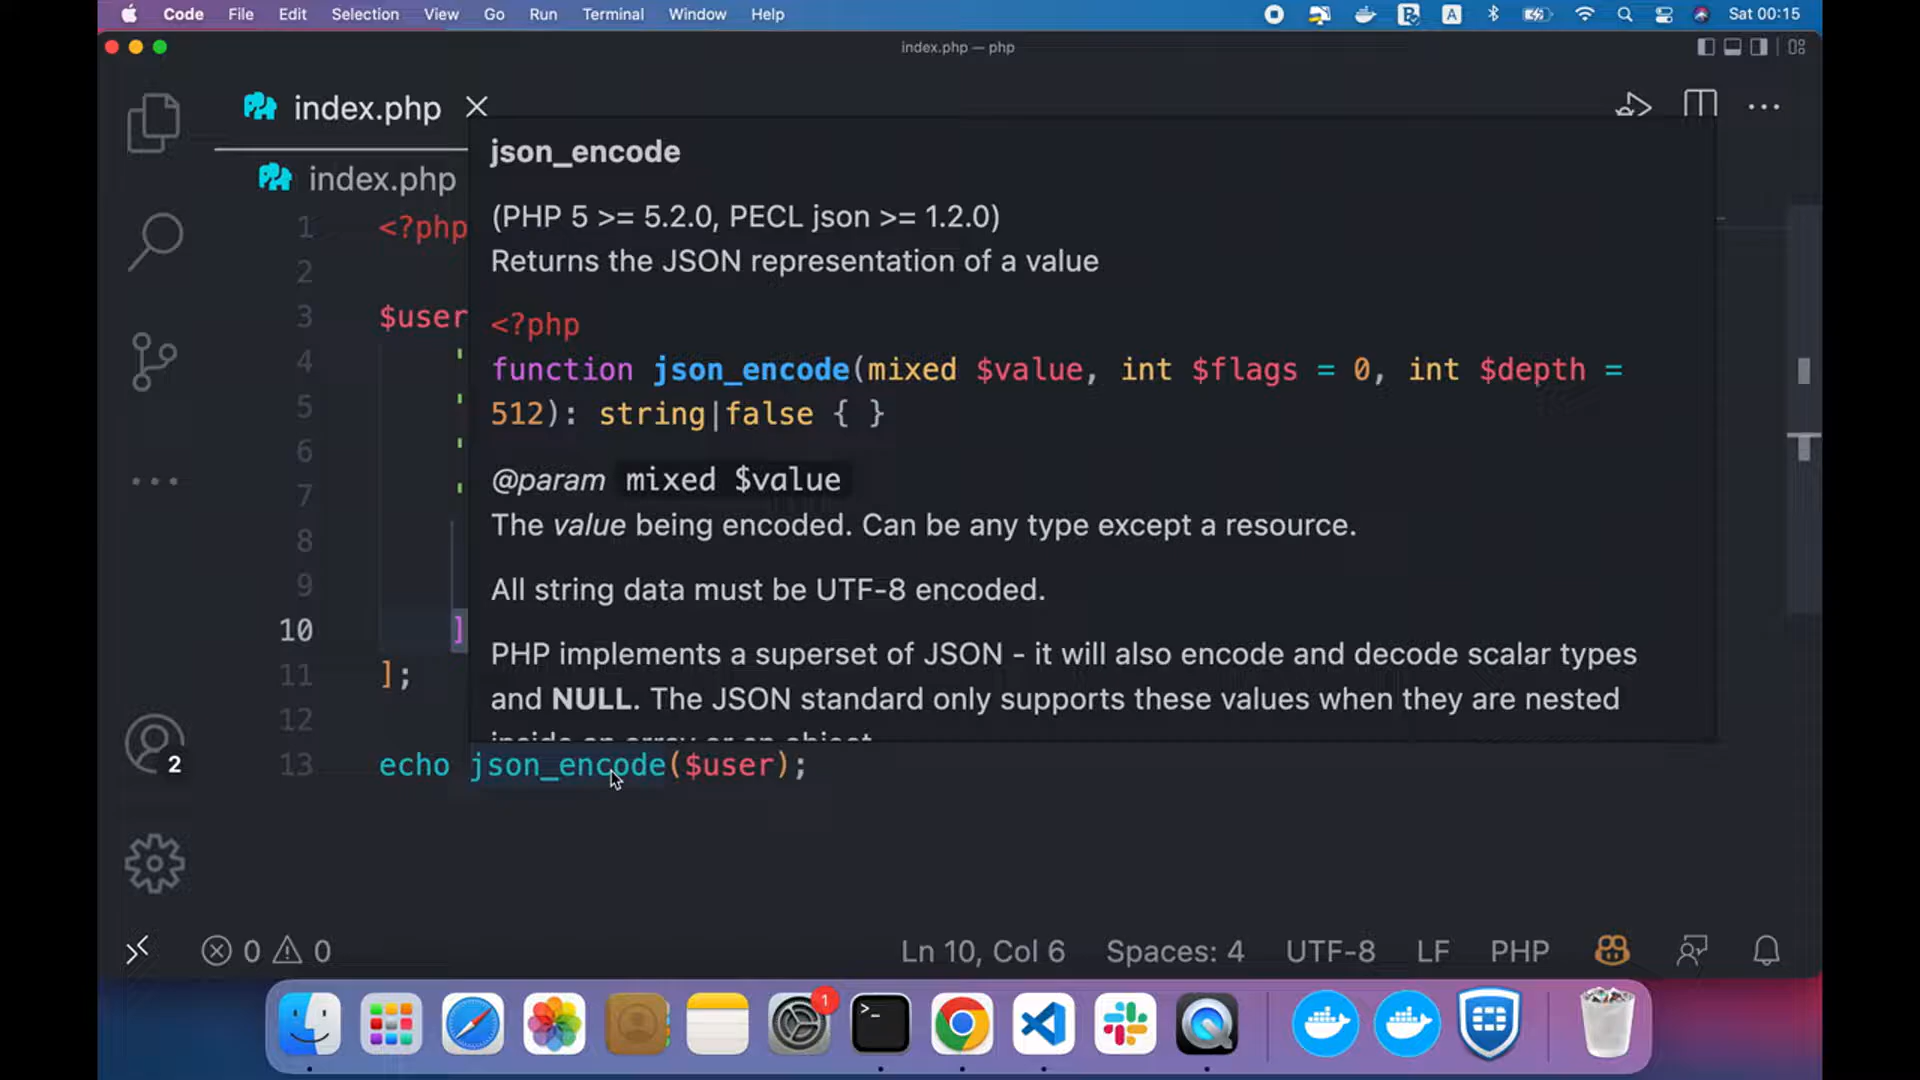 Code File Edit Selection View Go Run Terminal Window Help A Sat 00:15
index.php — php
index.php
json_encode
index.php
(PHP 5 >= 5.2.0, PECL json >= 1.2.0)
Returns the JSON representation of a value
1 <?php
2
3 $user
<?php
4 '
function json_encode(mixed $value, int $flags = 0, int $depth =
5 '
512): string|false { }
6 '
7 '
@param mixed $value
The value being encoded. Can be any type except a resource.
8
9
All string data must be UTF-8 encoded.
10 ]
PHP implements a superset of JSON - it will also encode and decode scalar types
11 ];
and NULL. The JSON standard only supports these values when they are nested
12
inside an array or an object.
13 echo json_encode($user);
2
0 0 Ln 10, Col 6 Spaces: 4 UTF-8 LF PHP
1
>_